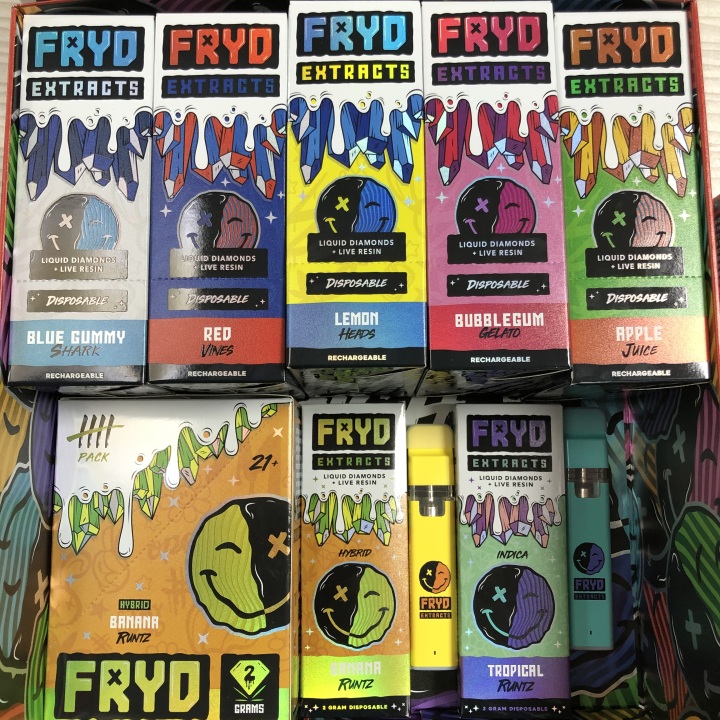 FRYD
EXTRACTS
LIQUID DIAMONDS
+ LIVE RESIN
DISPOSABLE
BLUE GUMMY
SHARK
RECHARGEABLE
FRYD
EXTRACTS
LIQUID DIAMONDS
+ LIVE RESIN
DISPOSABLE
RED
VINES
RECHARGEABLE
FRYD
EXTRACTS
LIQUID DIAMONDS
+ LIVE RESIN
DISPOSABLE
LEMON
HEADS
RECHARGEABLE
FRYD
EXTRACTS
LIQUID DIAMONDS
+ LIVE RESIN
DISPOSABLE
BUBBLEGUM
GELATO
RECHARGEABLE
FRYD
EXTRACTS
LIQUID DIAMONDS
+ LIVE RESIN
DISPOSABLE
APPLE
JUICE
RECHARGEABLE
PACK
21+
HYBRID
BANANA
RUNTZ
FRYD
2
GRAMS
FRYD
EXTRACTS
LIQUID DIAMONDS
+ LIVE RESIN
HYBRID
BANANA
RUNTZ
2 GRAM DISPOSABLE
FRYD
EXTRACTS
FRYD
EXTRACTS
LIQUID DIAMONDS
+ LIVE RESIN
INDICA
TROPICAL
RUNTZ
2 GRAM DISPOSABLE
FRYD
EXTRACTS